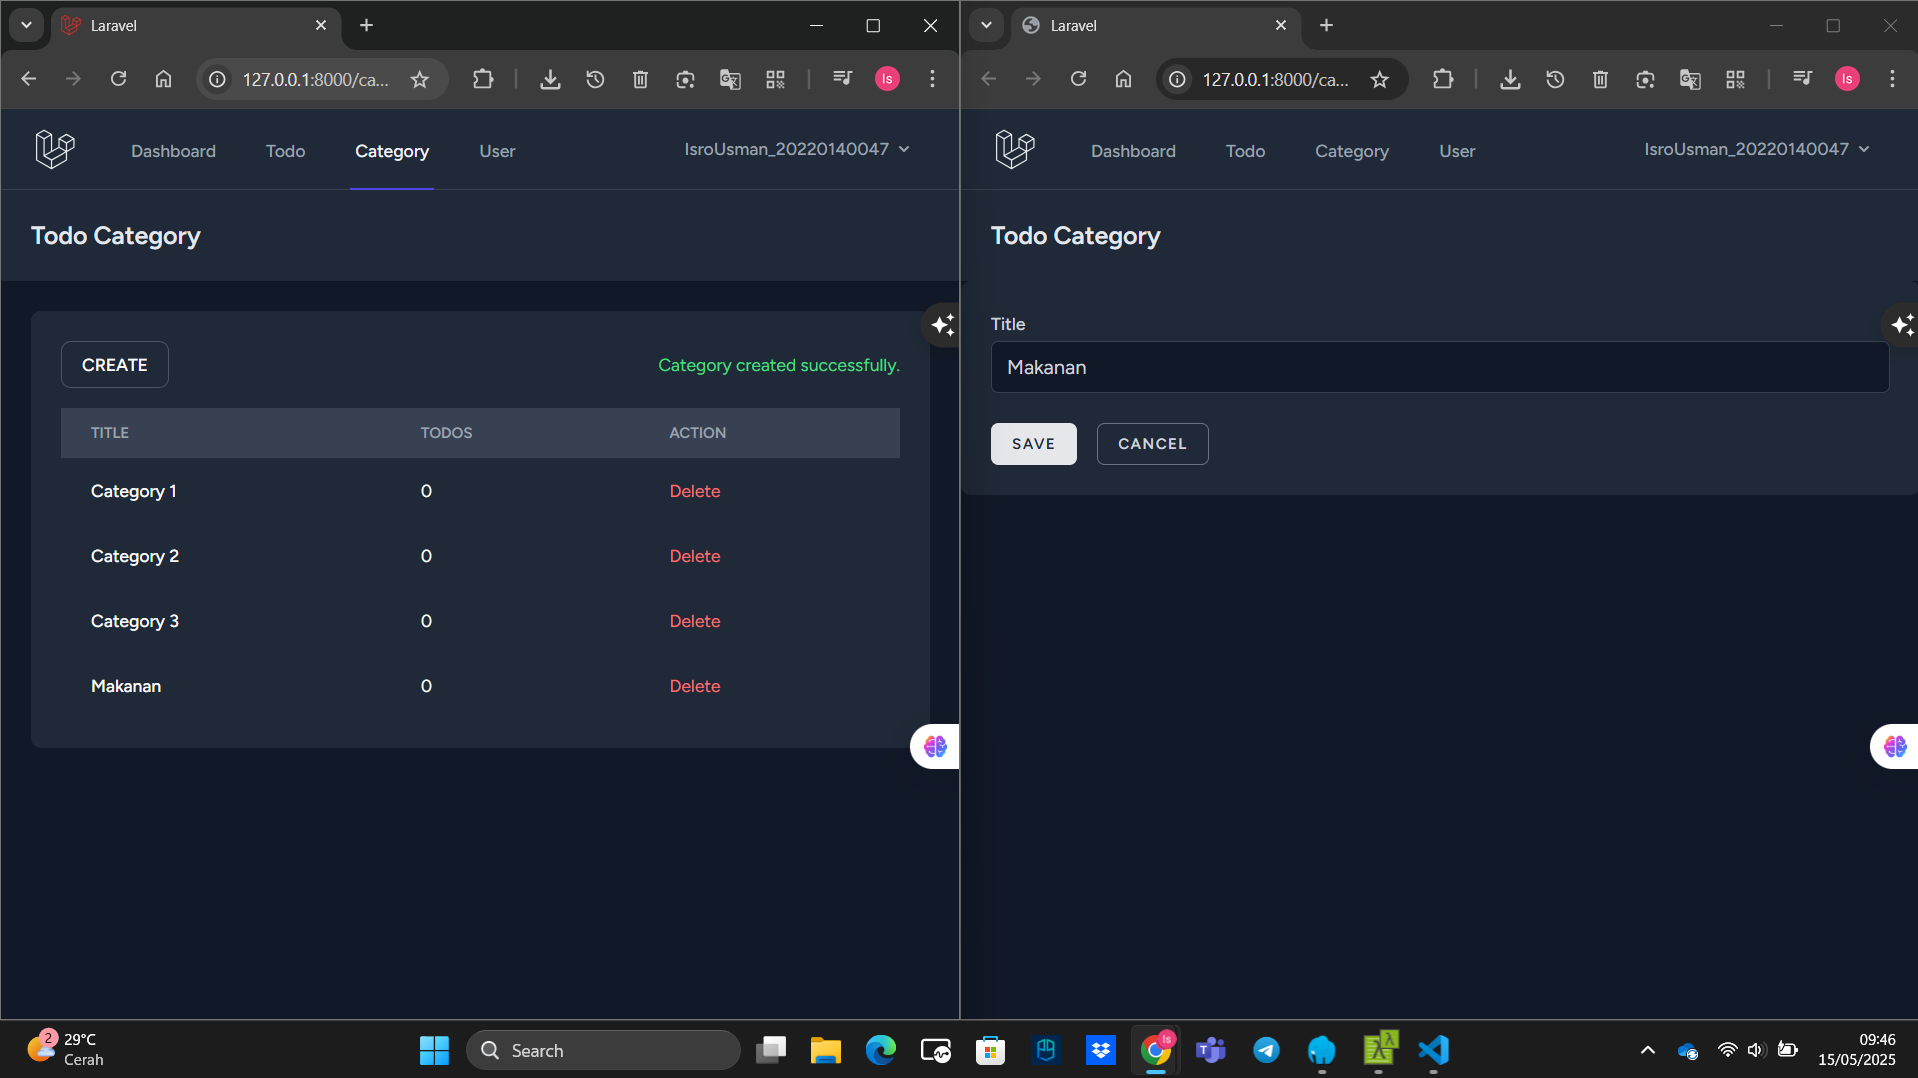 Laravel
127.0.0.1:8000/ca...
Is
Dashboard Todo Category User IsroUsman_20220140047
Todo Category
CREATE Category created successfully.
TITLE TODOS ACTION
Category 1 0 Delete
Category 2 0 Delete
Category 3 0 Delete
Makanan 0 Delete
Laravel
127.0.0.1:8000/ca...
Is
Dashboard Todo Category User IsroUsman_20220140047
Todo Category
Title
Makanan
SAVE CANCEL
2
29°C
Cerah
Search
Is
09:46
15/05/2025